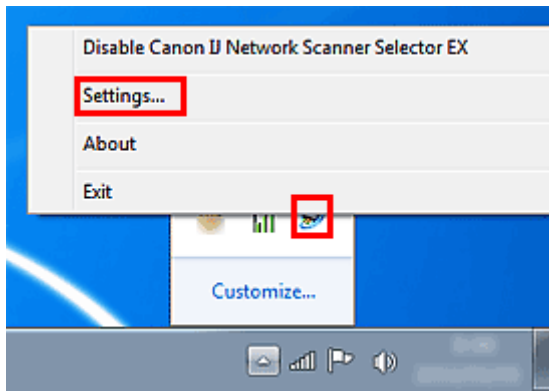 Disable Canon IJ Network Scanner Selector EX
Settings...
About
Exit
Customize...